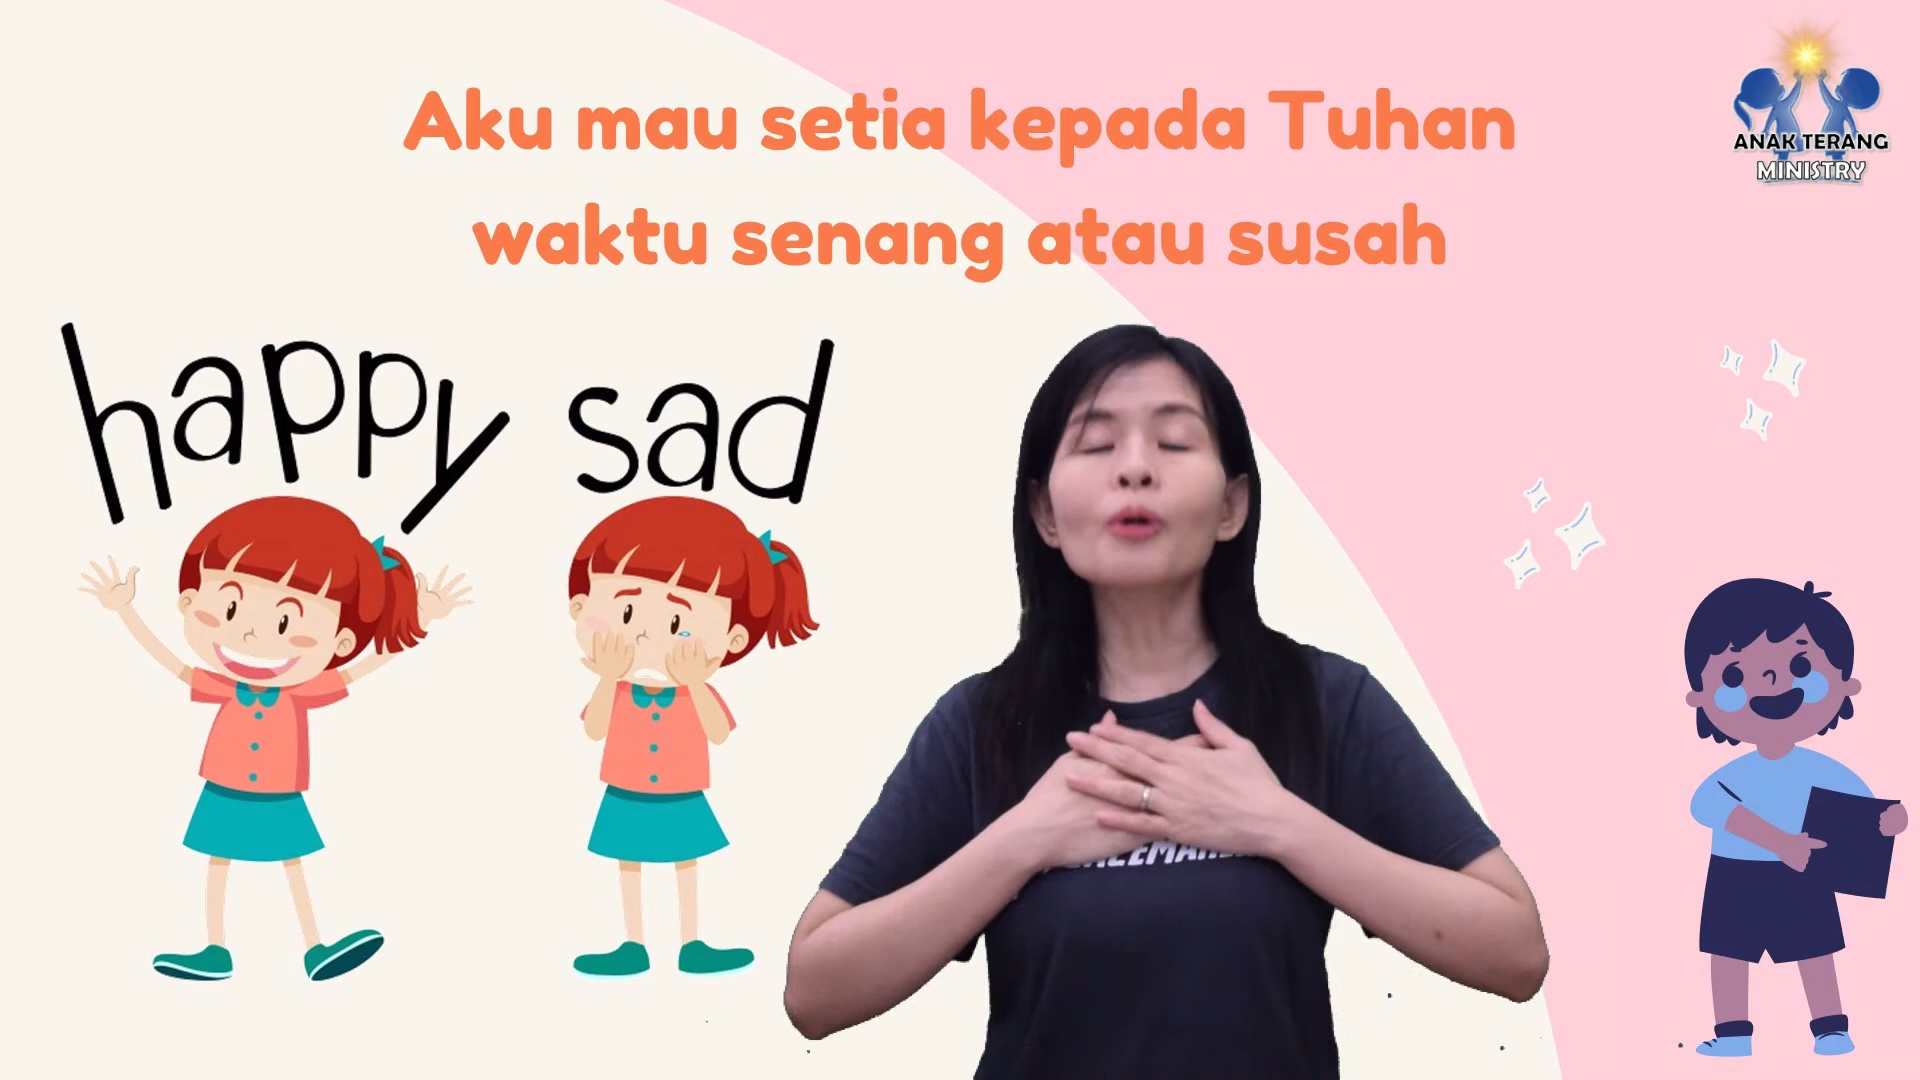 Aku mau setia kepada Tuhan
waktu senang atau susah
happy sad
ANAK TERANG
MINISTRY